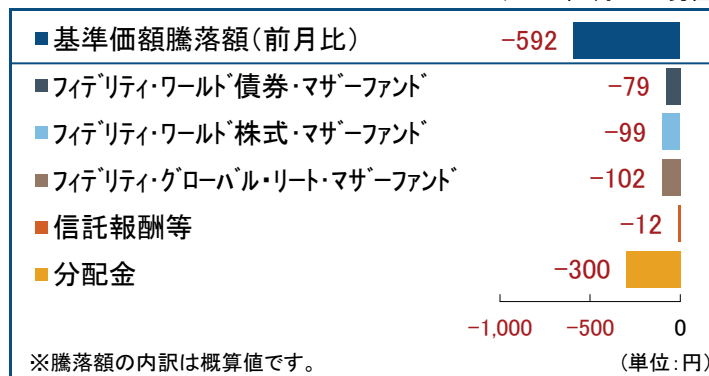 ■基準価額騰落額(前月比) -592
■フィデリティ・ワールド債券・マザーファンド -79
■フィデリティ・ワールド株式・マザーファンド -99
■フィデリティ・グローバル・リート・マザーファンド -102
■信託報酬等 -12
■分配金 -300
-1,000 -500 0
※騰落額の内訳は概算値です。 (単位:円)